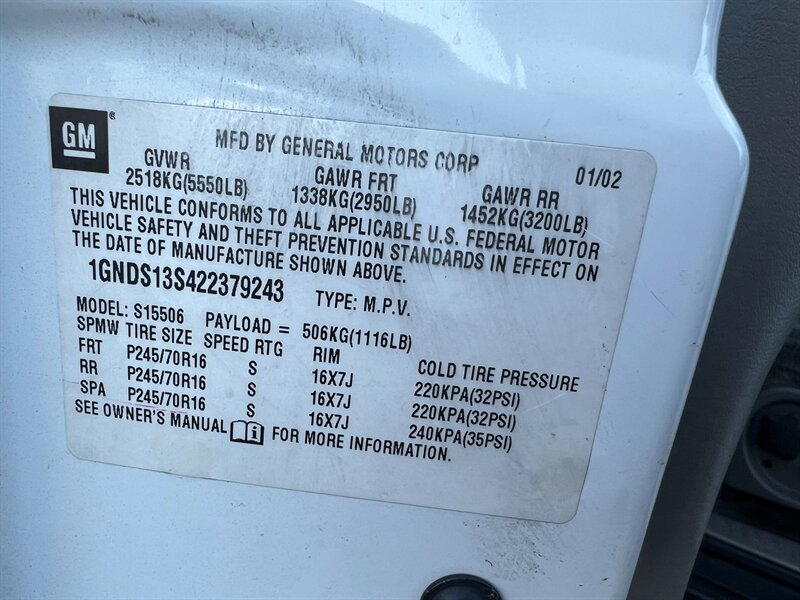 GM ®
MFD BY GENERAL MOTORS CORP 01/02
GVWR GAWR FRT GAWR RR
2518KG(5550LB) 1338KG(2950LB) 1452KG(3200LB)
THIS VEHICLE CONFORMS TO ALL APPLICABLE U.S. FEDERAL MOTOR
VEHICLE SAFETY AND THEFT PREVENTION STANDARDS IN EFFECT ON
THE DATE OF MANUFACTURE SHOWN ABOVE.
1GNDS13S422379243 TYPE: M.P.V.
MODEL: S15506 PAYLOAD = 506KG(1116LB)
SPMW TIRE SIZE SPEED RTG RIM COLD TIRE PRESSURE
FRT P245/70R16 S 16X7J 220KPA(32PSI)
RR P245/70R16 S 16X7J 220KPA(32PSI)
SPA P245/70R16 S 16X7J 240KPA(35PSI)
SEE OWNER'S MANUAL i FOR MORE INFORMATION.